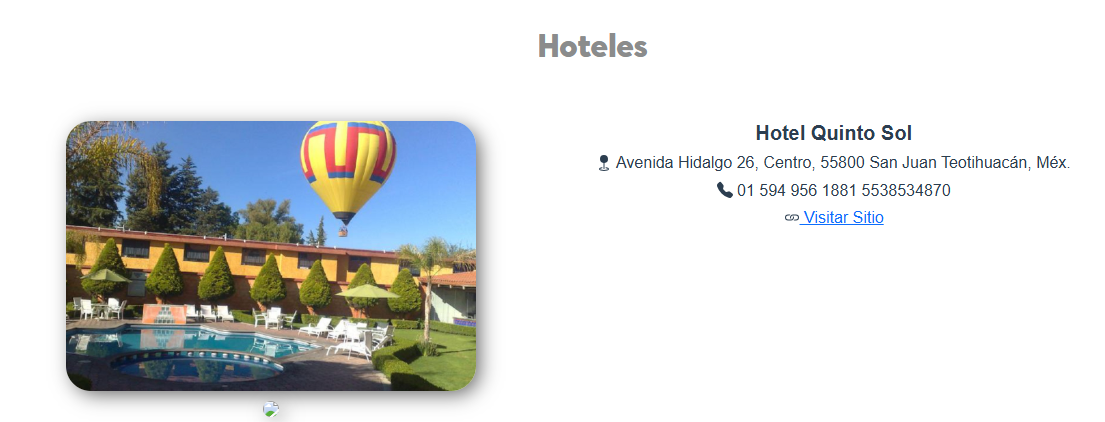 Hoteles
Hotel Quinto Sol
Avenida Hidalgo 26, Centro, 55800 San Juan Teotihuacán, Méx.
01 594 956 1881 5538534870
Visitar Sitio